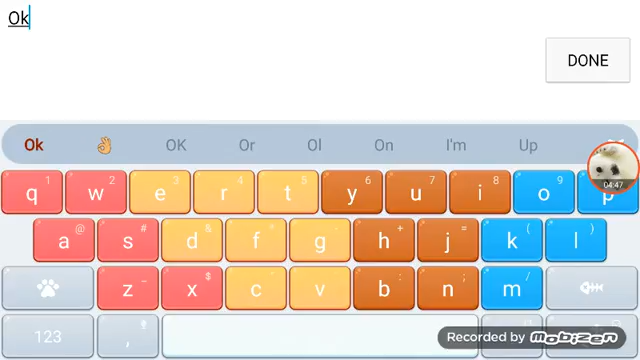 Ok
DONE
Ok 👌 OK Or Ol On I'm Up
04:47
q 1 w 2 e 3 r 4 t 5 y 6 u 7 i 8 o 9 p
a @ s # d & f * g - h + j = k ( l )
z _ x $ c " v ' b : n ; m /
123 ,
Recorded by MOBIZEN